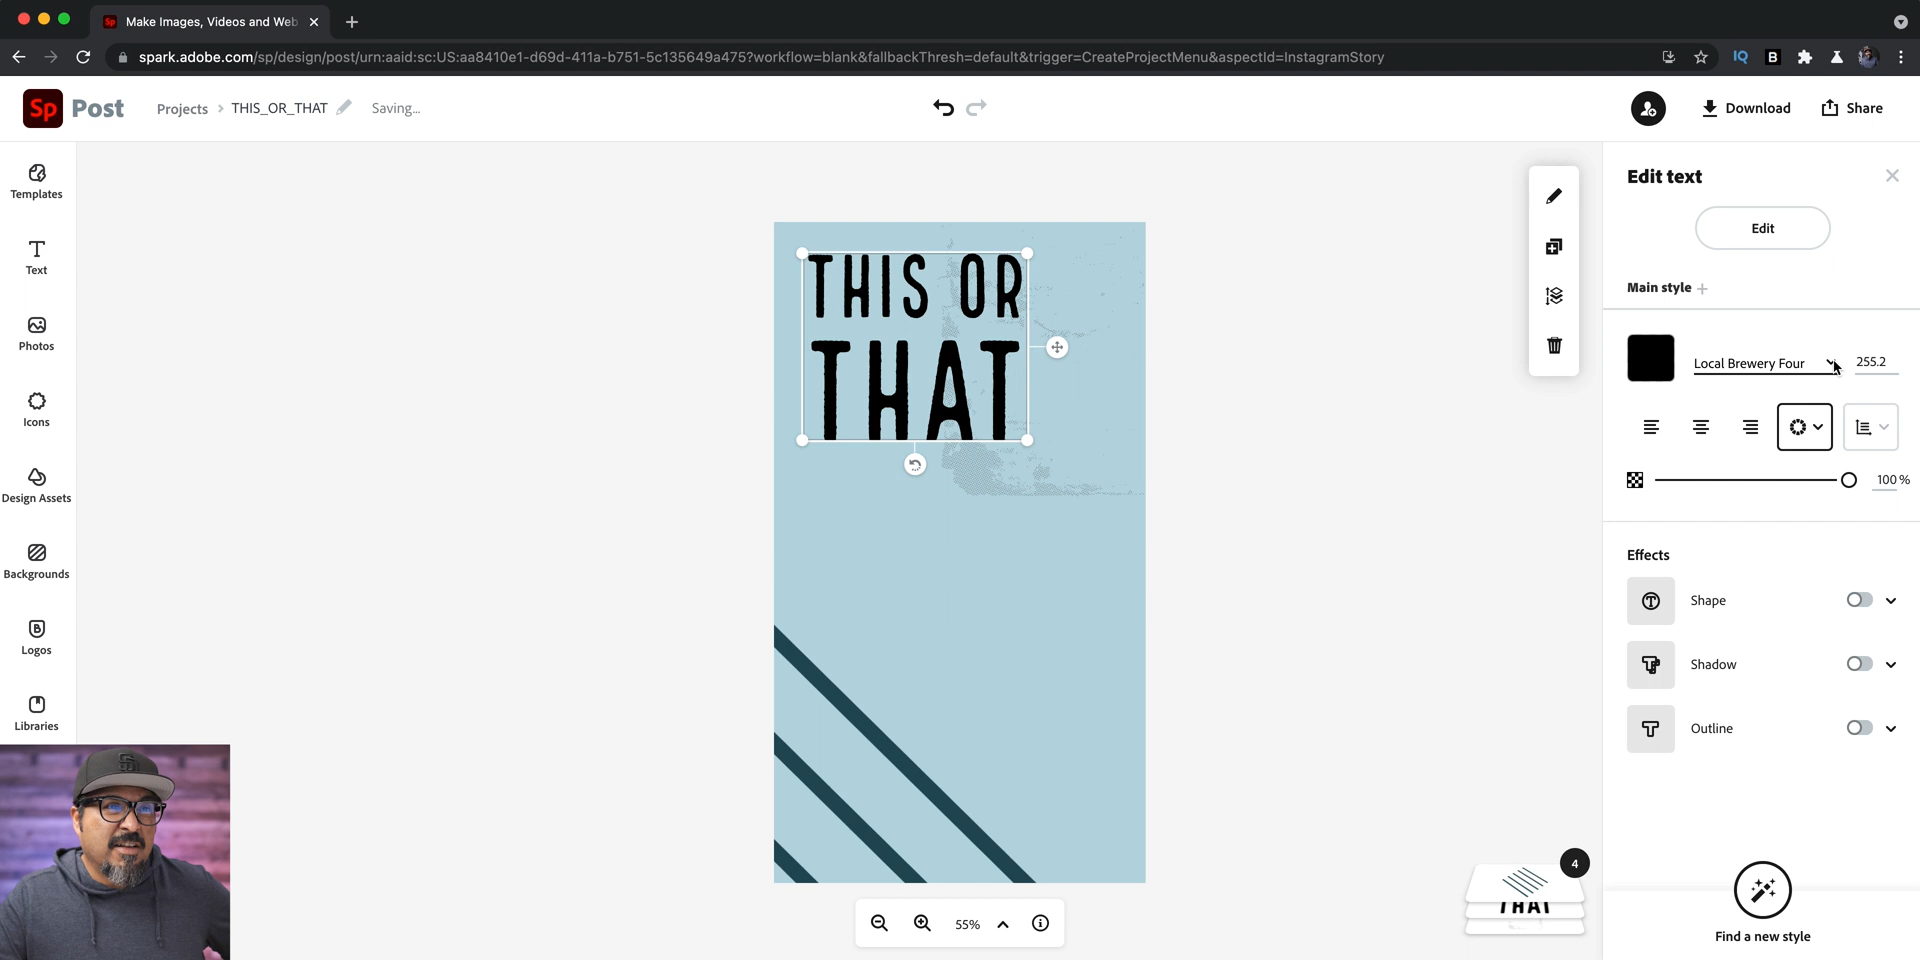 Sp Make Images, Videos and Web
spark.adobe.com/sp/design/post/urn:aaid:sc:US:aa8410e1-d69d-411a-b751-5c135649a475?workflow=blank&fallbackThresh=default&trigger=CreateProjectMenu&aspectId=InstagramStory
IQ B
Sp Post
Projects > THIS_OR_THAT
Saving...
Download
Share
Templates
Text
Photos
Icons
Design Assets
Backgrounds
Logos
Libraries
THIS OR
THAT
Edit text
Edit
Main style +
Local Brewery Four
255.2
100 %
Effects
Shape
Shadow
Outline
4
THAT
Find a new style
55%